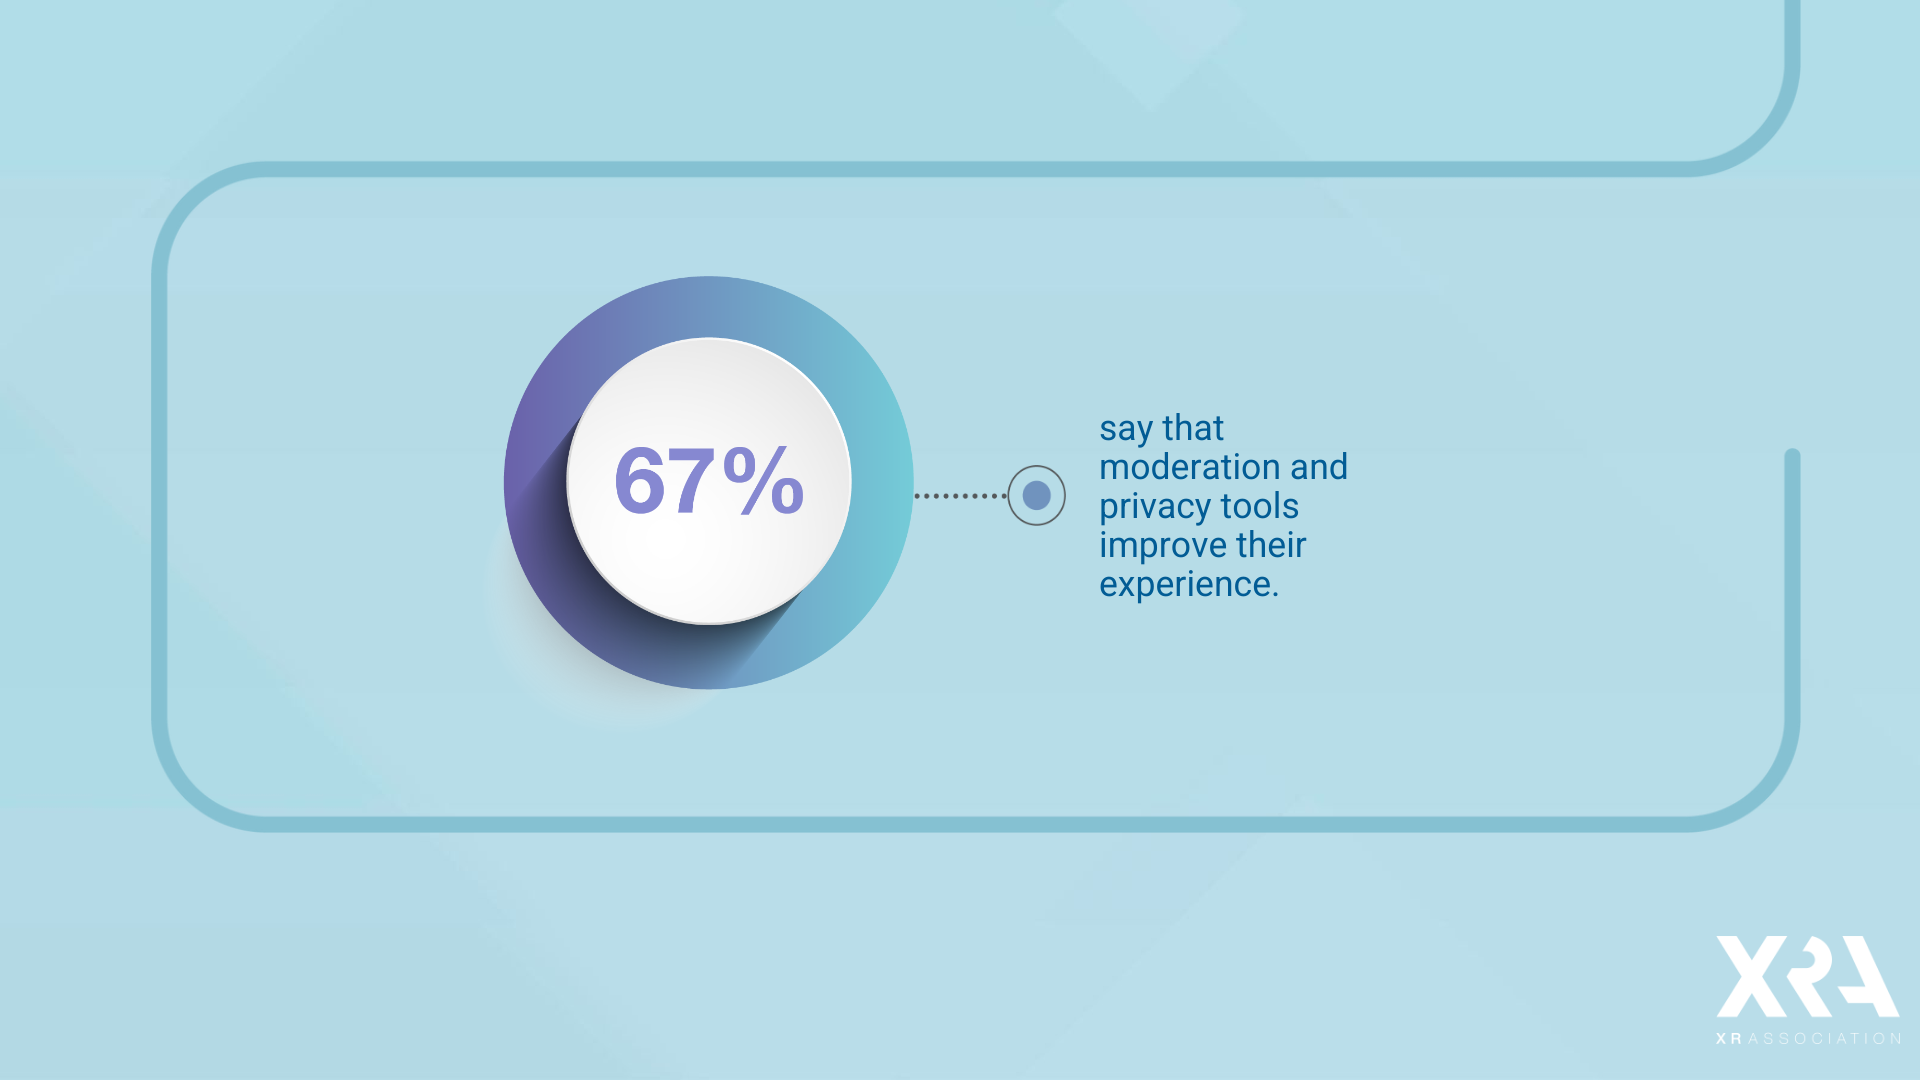 67%
say that
moderation and
privacy tools
improve their
experience.
XRA
XR ASSOCIATION